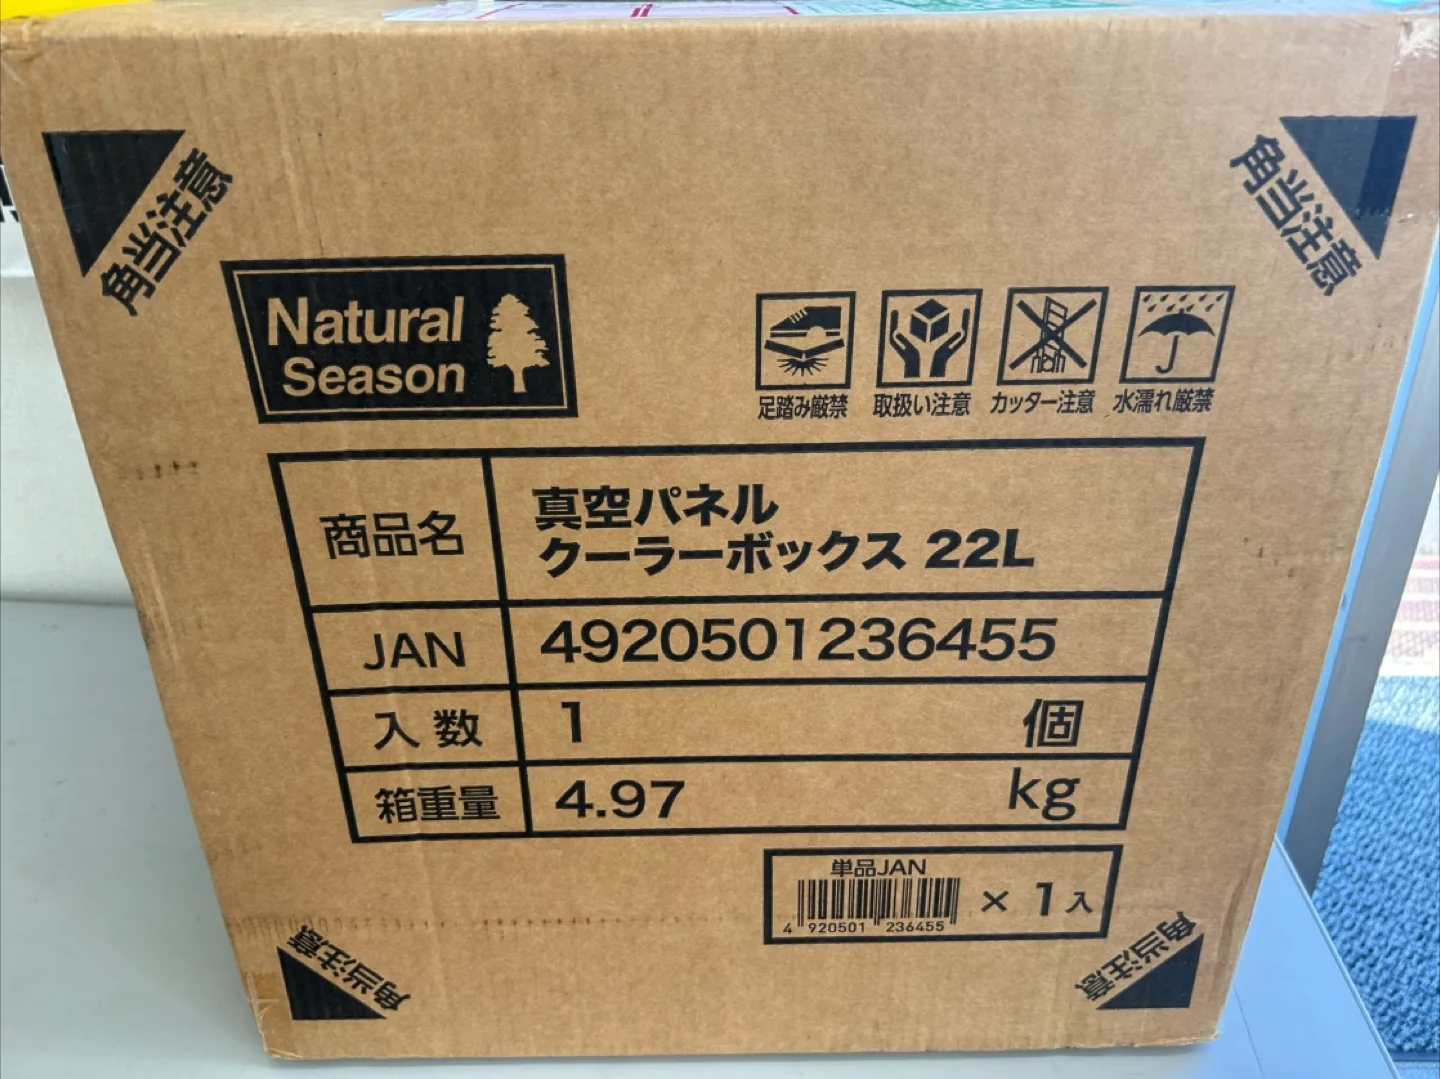 角当注意
角当注意
Natural
Season
足踏み厳禁
取扱い注意
カッター注意
水濡れ厳禁
商品名
真空パネル
クーラーボックス 22L
JAN
4920501236455
入数
1
個
箱重量
4.97
kg
単品JAN
4 920501 236455
× 1入
角当注意
角当注意